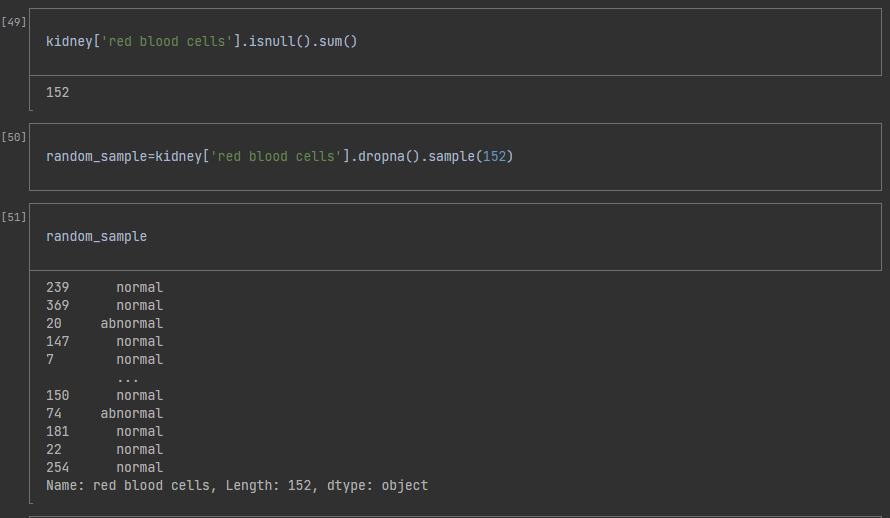 [49]
kidney['red blood cells'].isnull().sum()
152
[50]
random_sample=kidney['red blood cells'].dropna().sample(152)
[51]
random_sample
239      normal
369      normal
20     abnormal
147      normal
7        normal
         ...
150      normal
74     abnormal
181      normal
22       normal
254      normal
Name: red blood cells, Length: 152, dtype: object